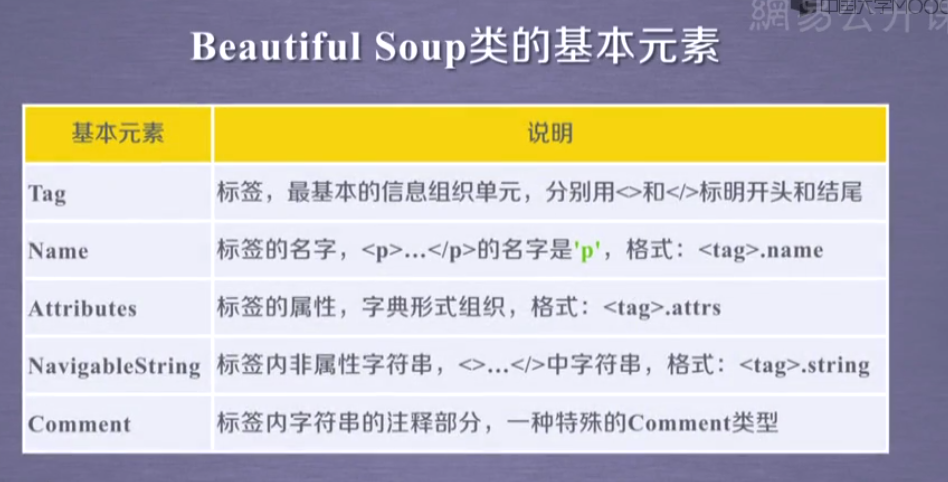 中国大学MOOC
網易公开课
Beautiful Soup类的基本元素
基本元素 说明
Tag 标签，最基本的信息组织单元，分别用<>和</>标明开头和结尾
Name 标签的名字，<p>…</p>的名字是'p'，格式：<tag>.name
Attributes 标签的属性，字典形式组织，格式：<tag>.attrs
NavigableString 标签内非属性字符串，<>…</>中字符串，格式：<tag>.string
Comment 标签内字符串的注释部分，一种特殊的Comment类型